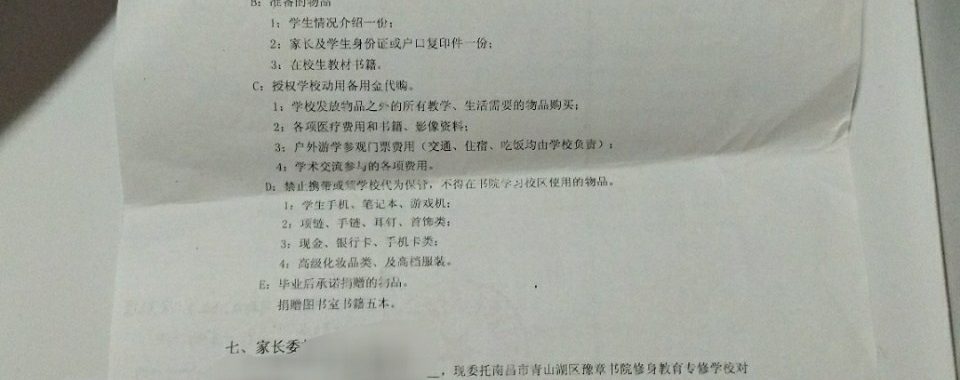 B：准备的物品
1：学生情况介绍一份；
2：家长及学生身份证或户口复印件一份；
3：在校生教材书籍。
C：授权学校动用备用金代购。
1：学校发放物品之外的所有教学、生活需要的物品购买；
2：各项医疗费用和书籍、影像资料；
3：户外游学参观门票费用（交通、住宿、吃饭均由学校负责）；
4：学术交流参与的各项费用。
D：禁止携带或须学校代为保管，不得在书院学习校区使用的物品。
1：学生手机、笔记本、游戏机；
2：项链、手链、耳钉、首饰类；
3：现金、银行卡、手机卡类；
4：高级化妆品类、及高档服装。
E：毕业后承诺捐赠的物品。
捐赠图书室书籍五本。
七、家长委
，现委托南昌市青山湖区豫章书院修身教育专修学校对